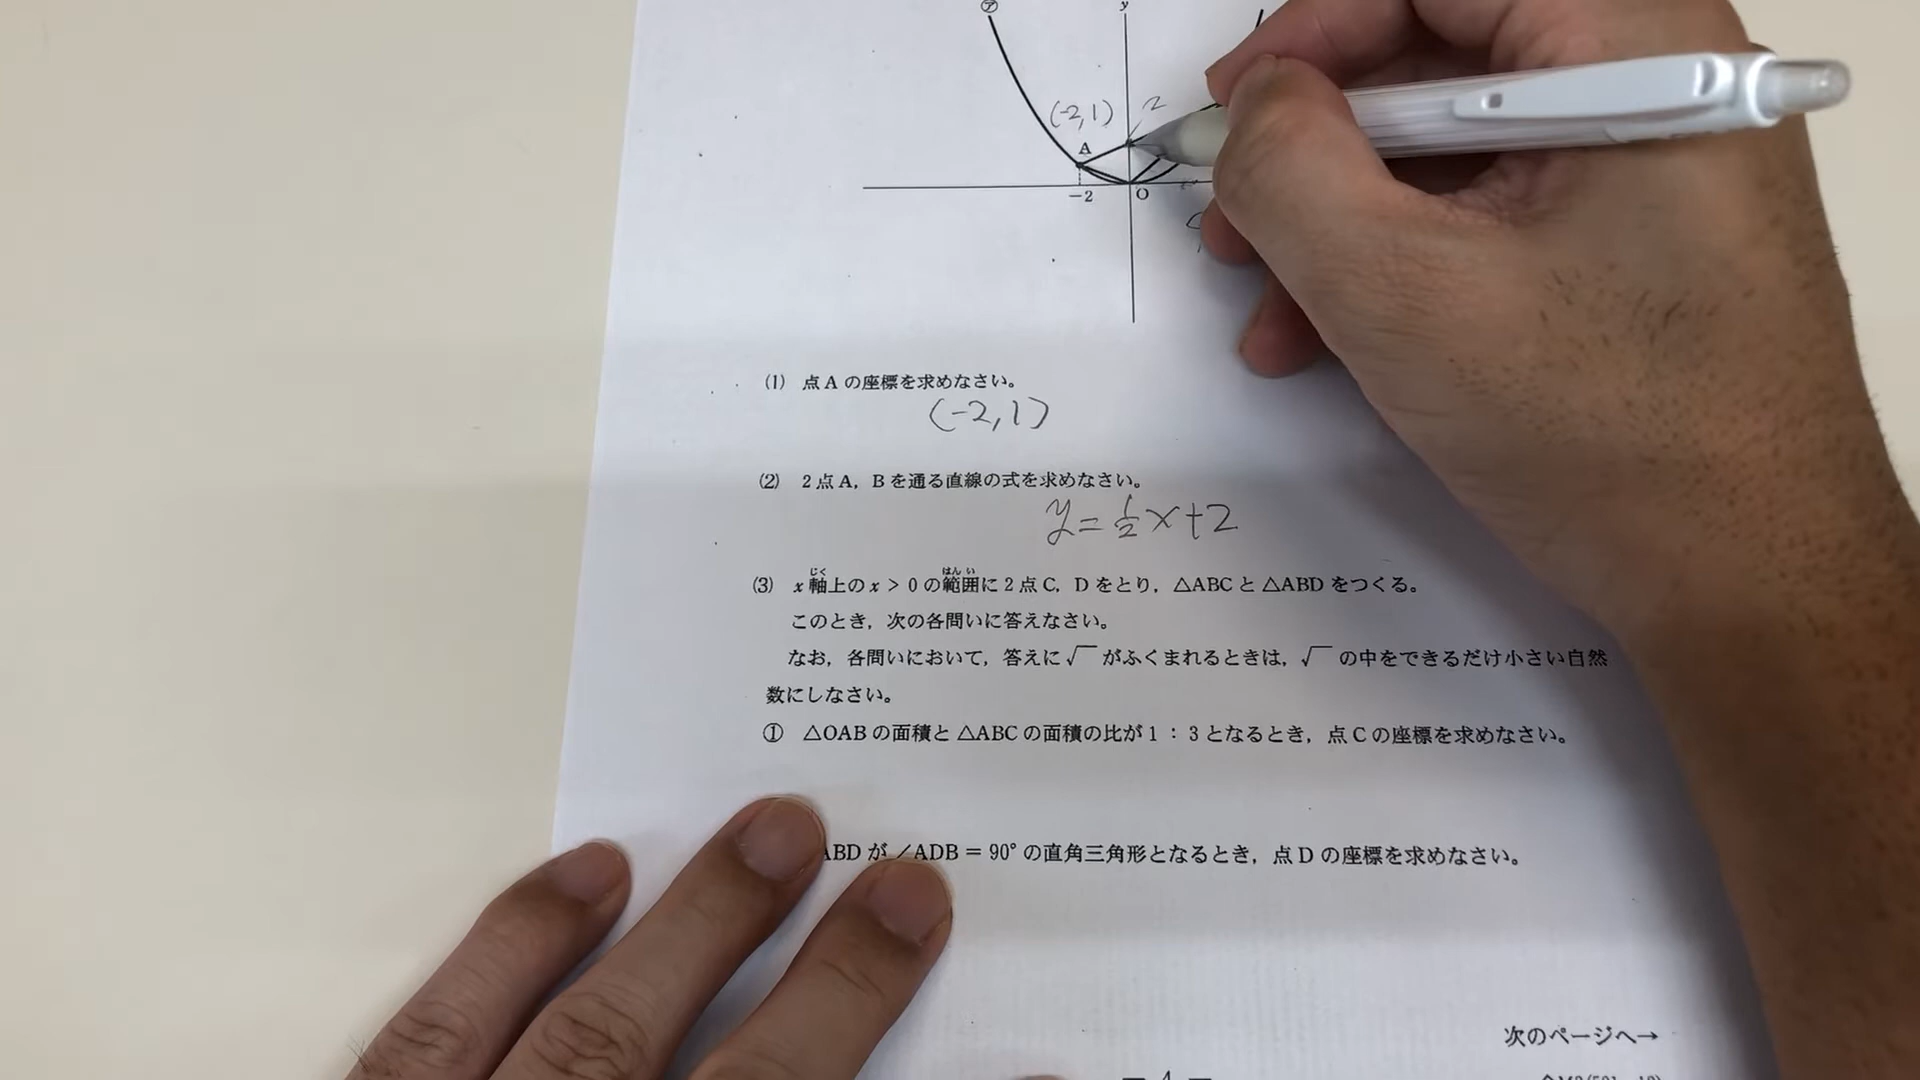 ㋐
y
(-2,1) 2
A
-2 O
(1) 点Aの座標を求めなさい。
(-2,1)
(2) 2点A，Bを通る直線の式を求めなさい。
y=1/2x+2
じく はんい
(3) x軸上のx > 0の範囲に2点C，Dをとり，△ABCと△ABDをつくる。
このとき，次の各問いに答えなさい。
なお，各問いにおいて，答えに√ がふくまれるときは，√ の中をできるだけ小さい自然
数にしなさい。
① △OABの面積と△ABCの面積の比が1：3となるとき，点Cの座標を求めなさい。
ABDが∠ADB = 90°の直角三角形となるとき，点Dの座標を求めなさい。
次のページへ→
— 4 —